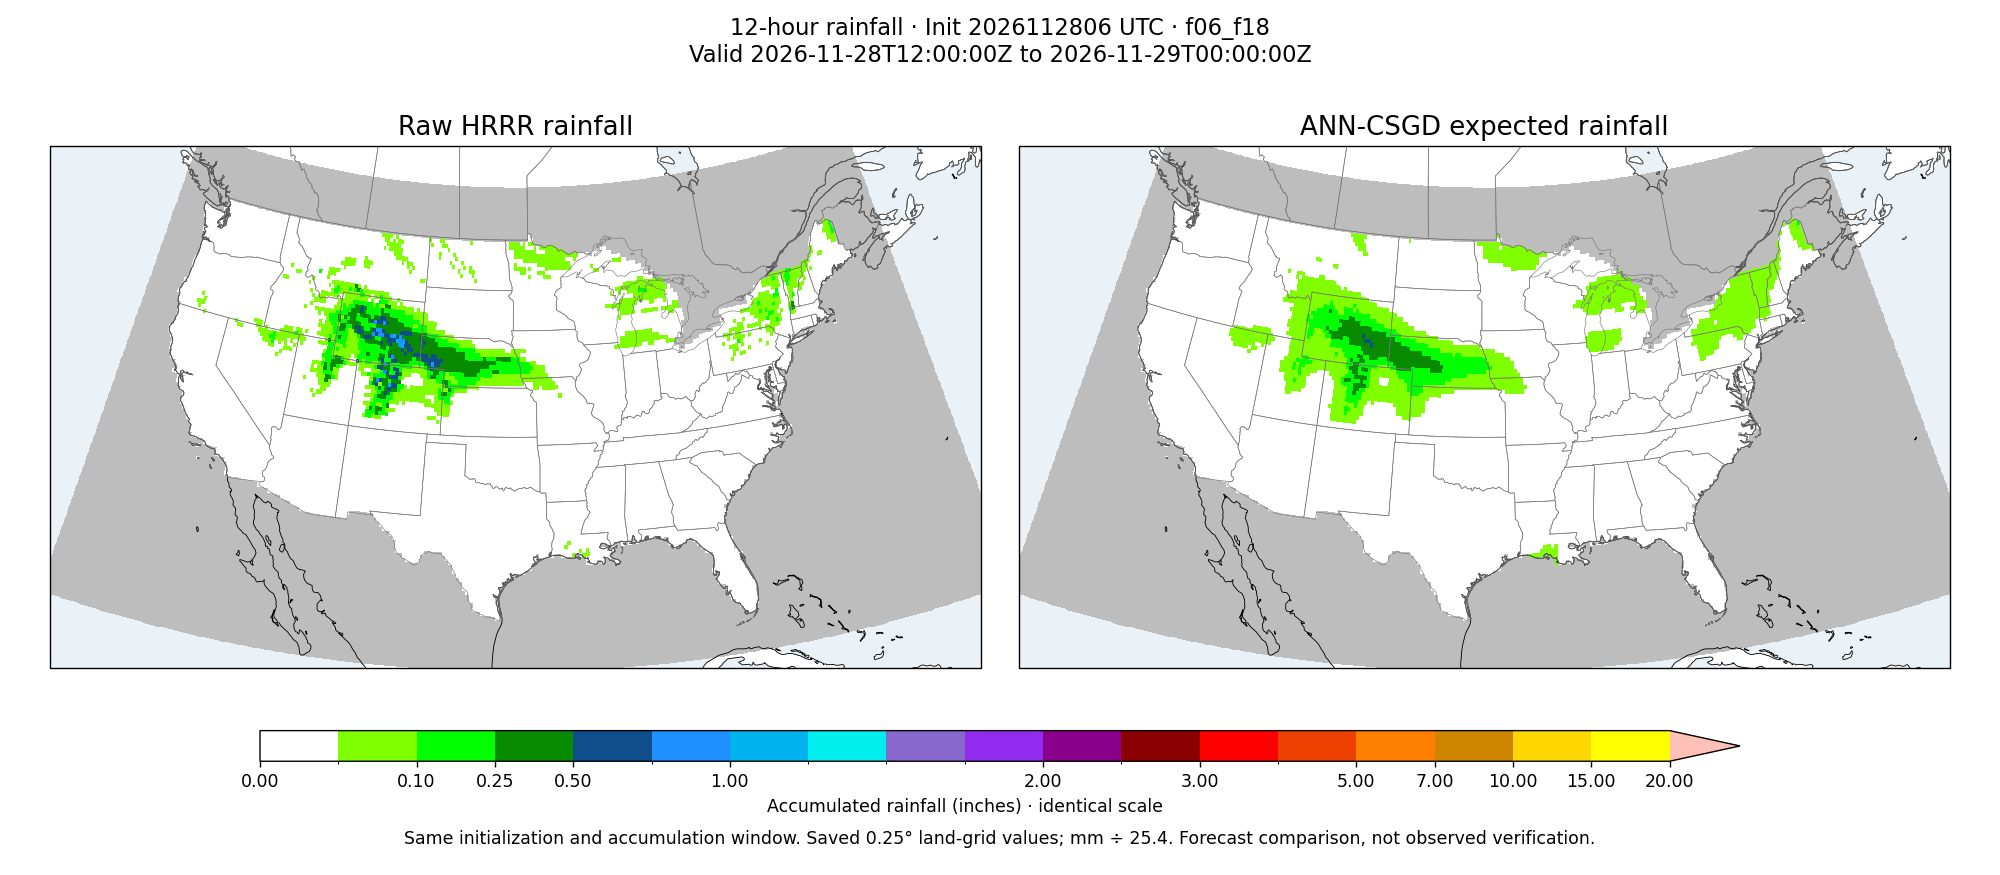 12-hour rainfall · Init 2026112806 UTC · f06_f18
Valid 2026-11-28T12:00:00Z to 2026-11-29T00:00:00Z
Raw HRRR rainfall
ANN-CSGD expected rainfall
0.00 0.10 0.25 0.50 1.00 2.00 3.00 5.00 7.00 10.00 15.00 20.00
Accumulated rainfall (inches) · identical scale
Same initialization and accumulation window. Saved 0.25° land-grid values; mm ÷ 25.4. Forecast comparison, not observed verification.